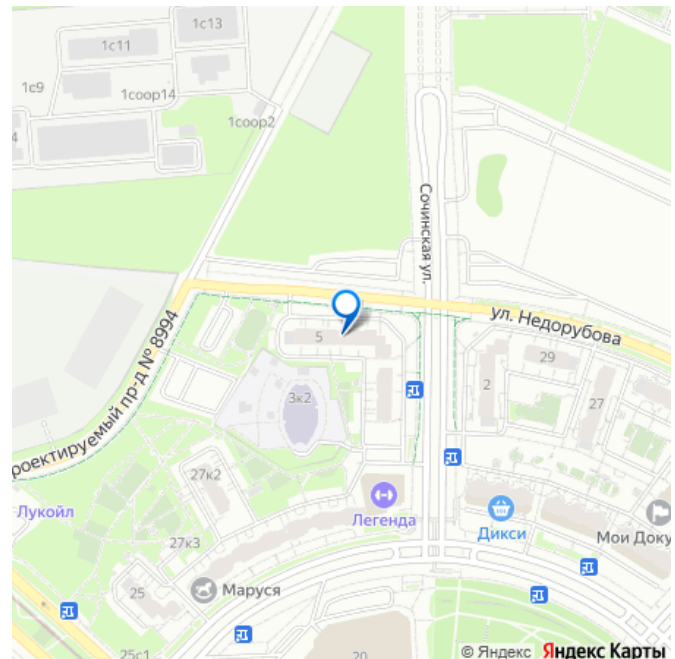 1с13
1с11
1с9
1соор14
1соор2
4
Сочинская ул.
ул. Недорубова
роектируемый пр-д № 8994
5
29
2
27
3к2
27к2
Лукойл
Легенда
Дикси
Мои Доку
27к3
25
Маруся
25с1
20
© Яндекс Яндекс Карты